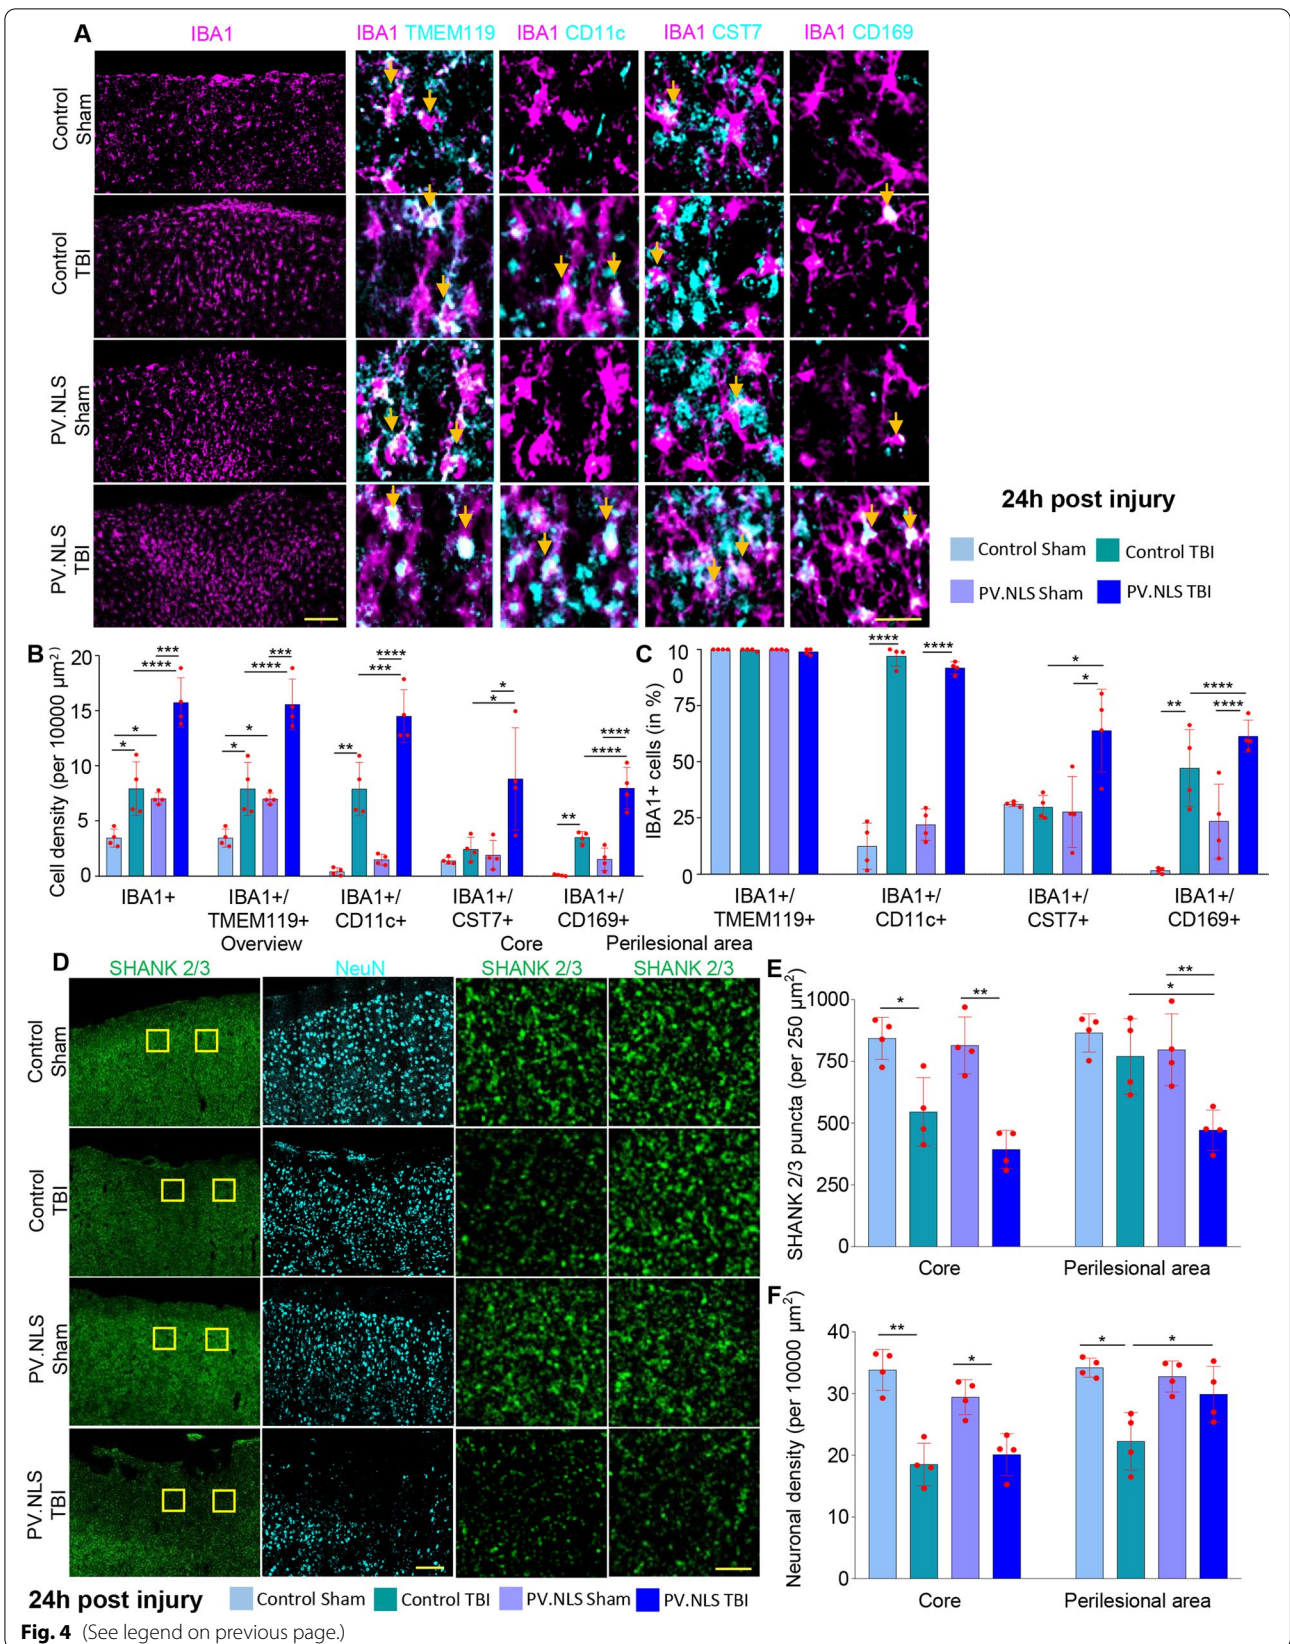 A
IBA1
IBA1 TMEM119
IBA1 CD11c
IBA1 CST7
IBA1 CD169
Control
Sham
Control
TBI
PV.NLS
Sham
PV.NLS
TBI
24h post injury
Control Sham
Control TBI
PV.NLS Sham
PV.NLS TBI
B
Cell density (per 10000 µm²)
20
15
10
5
0
*
*
****
***
*
*
****
***
**
***
****
*
*
**
****
****
IBA1+
IBA1+/
TMEM119+
IBA1+/
CD11c+
IBA1+/
CST7+
IBA1+/
CD169+
C
IBA1+ cells (in %)
10
0
75
50
25
0
****
****
*
*
**
****
****
IBA1+/
TMEM119+
IBA1+/
CD11c+
IBA1+/
CST7+
IBA1+/
CD169+
Overview
Core
Perilesional area
D
SHANK 2/3
NeuN
SHANK 2/3
SHANK 2/3
Control
Sham
Control
TBI
PV.NLS
Sham
PV.NLS
TBI
E
SHANK 2/3 puncta (per 250 µm²)
1000
750
500
250
0
*
**
**
*
Core
Perilesional area
F
Neuronal density (per 10000 µm²)
40
30
20
10
0
**
*
*
*
Core
Perilesional area
24h post injury
Control Sham
Control TBI
PV.NLS Sham
PV.NLS TBI
Fig. 4 (See legend on previous page.)